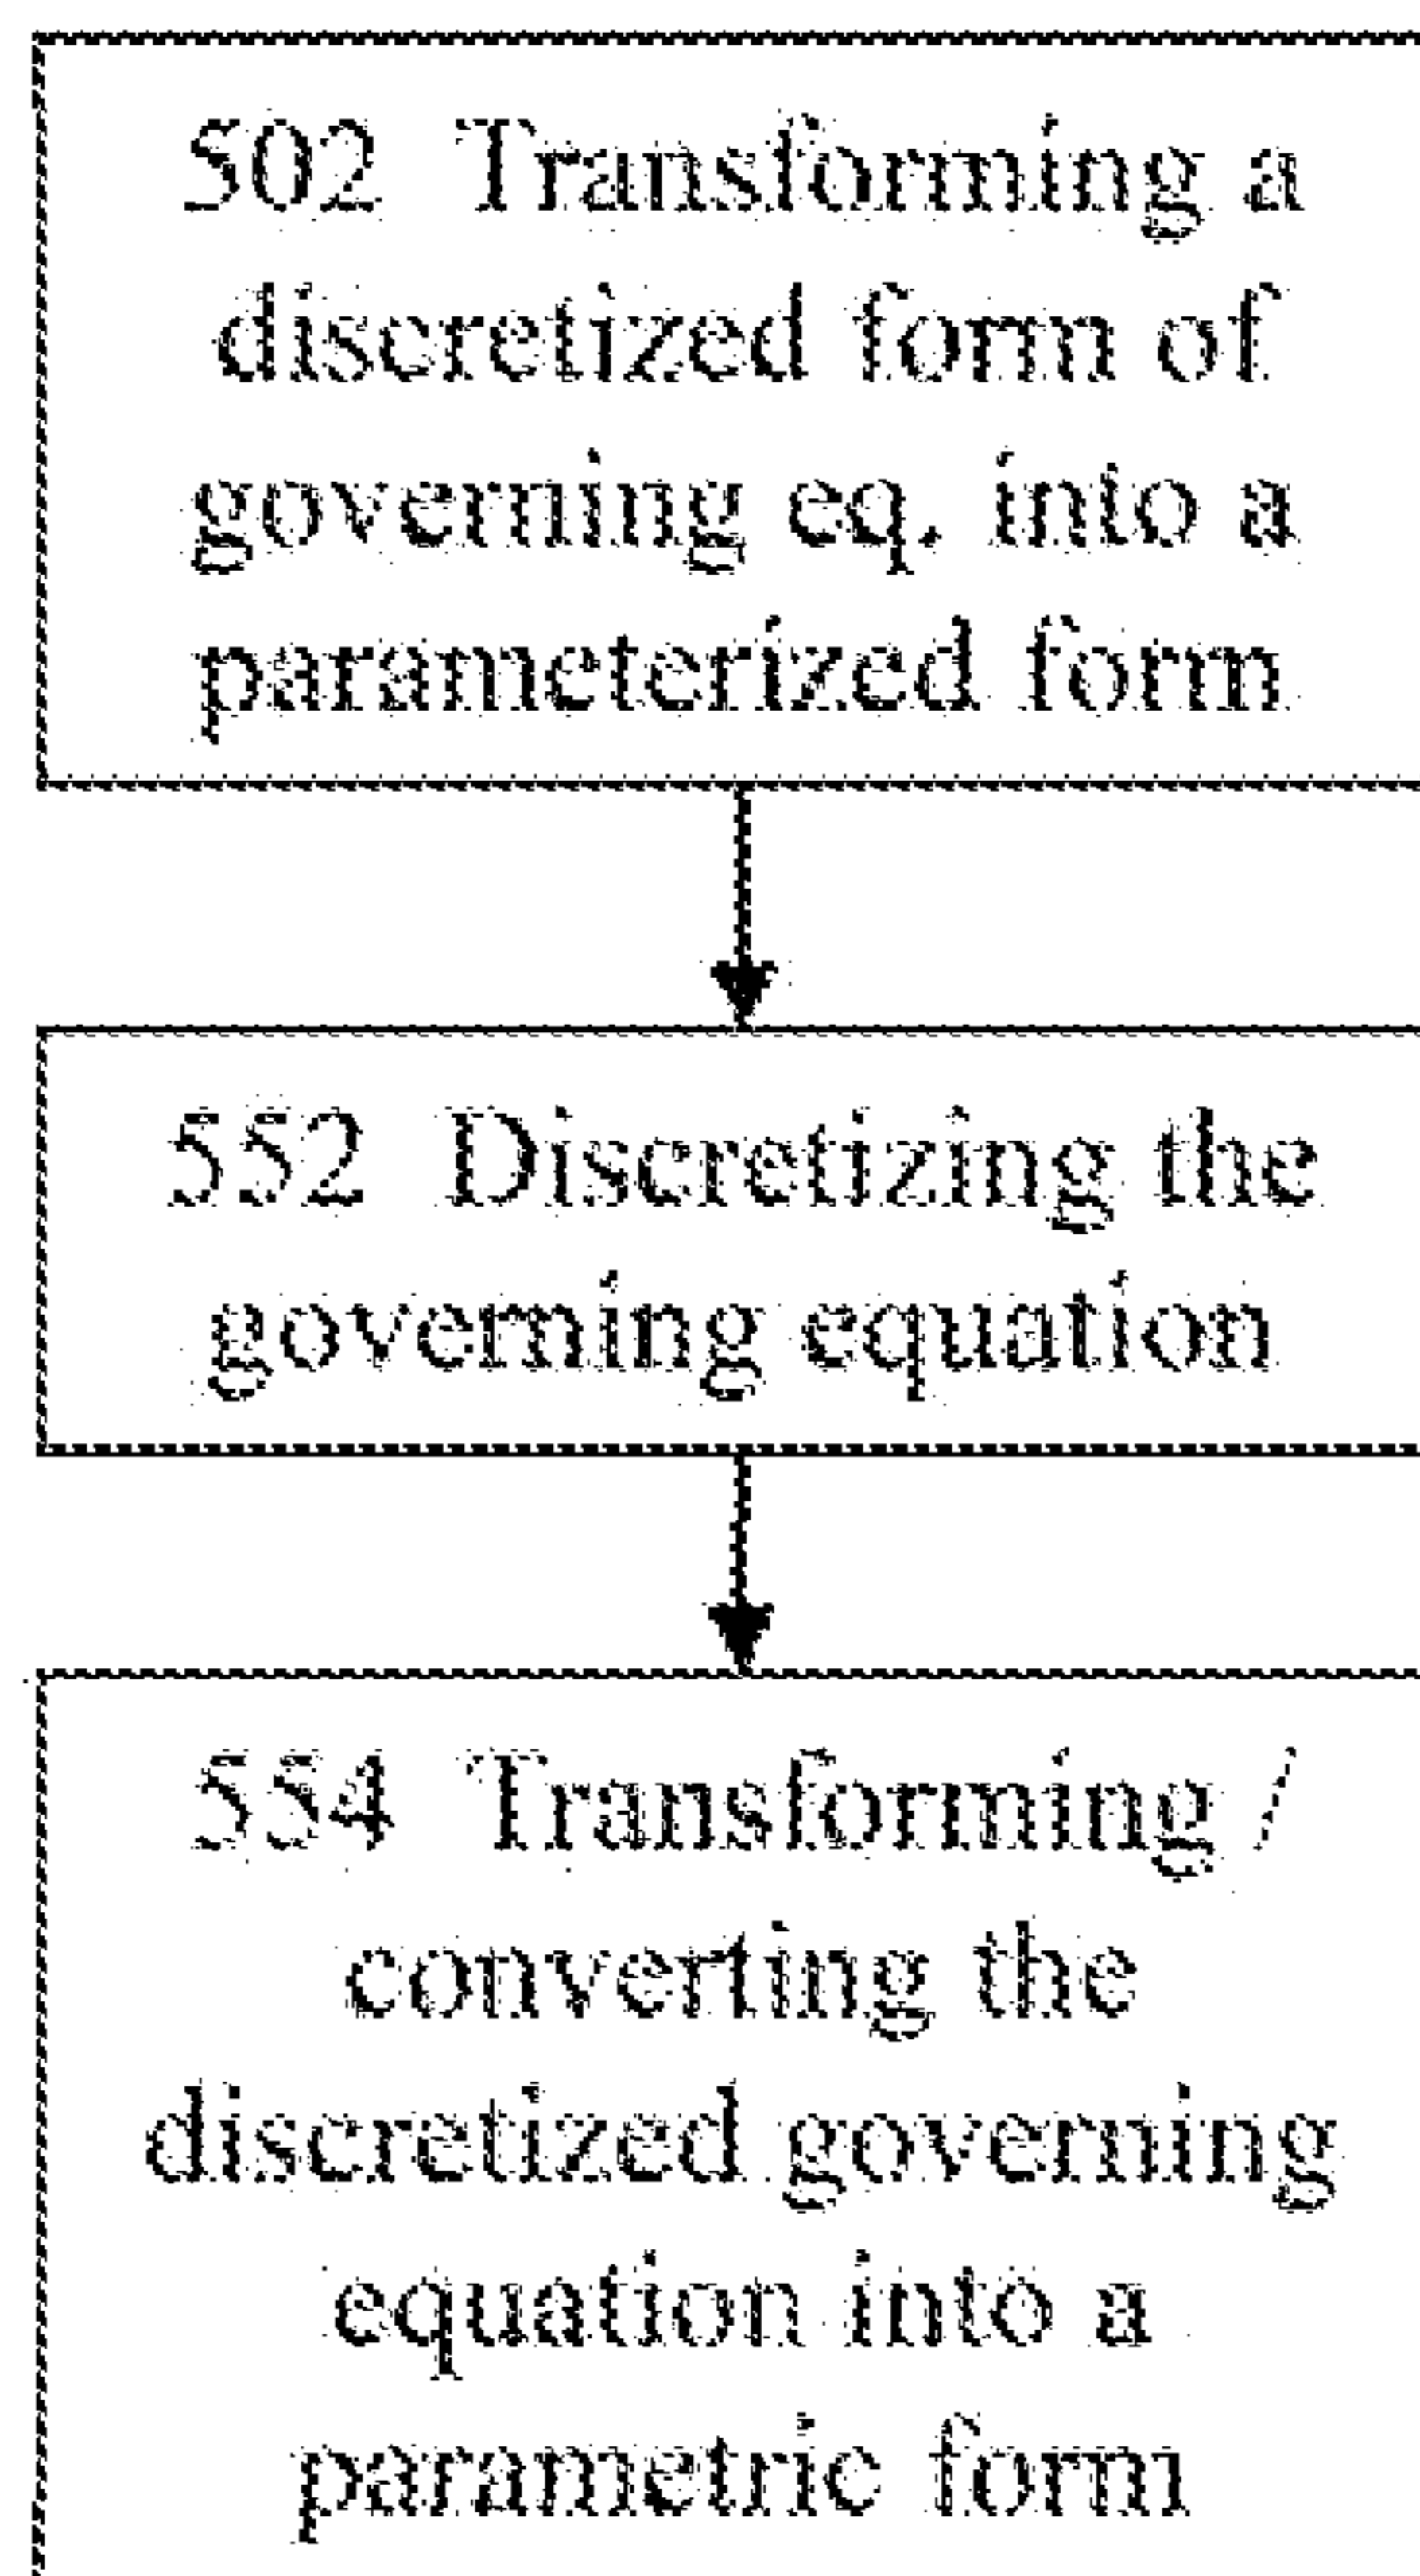 502 Transforming a
discretized form of
governing eq. into a
parameterized form
552 Discretizing the
governing equation
554 Transforming /
converting the
discretized governing
equation into a
parametric form